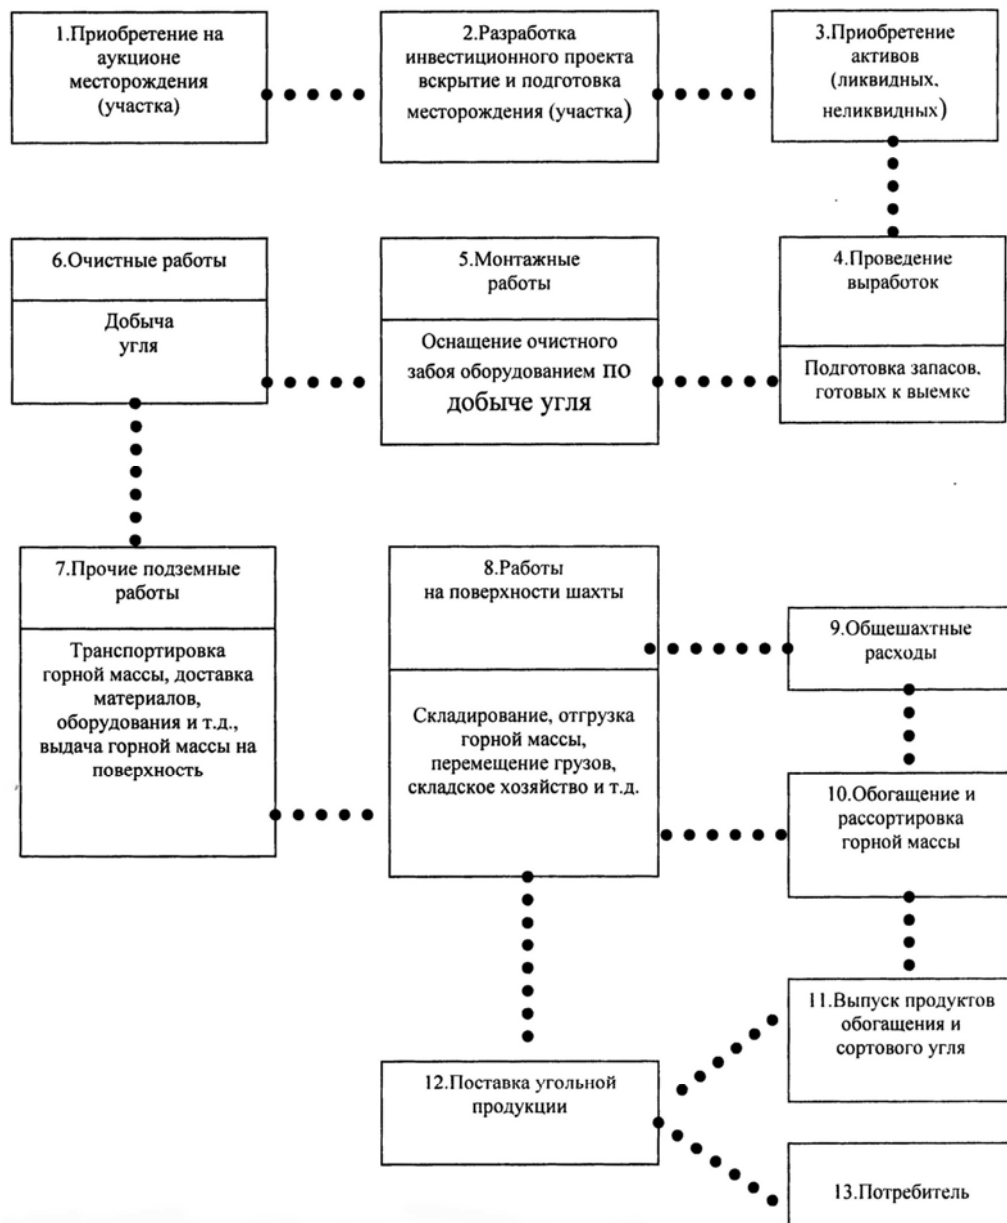 1.Приобретение на
аукционе
месторождения
(участка)
2.Разработка
инвестиционного проекта
вскрытие и подготовка
месторождения (участка)
3.Приобретение
активов
(ликвидных,
неликвидных)
6.Очистные работы
Добыча
угля
5.Монтажные
работы
Оснащение очистного
забоя оборудованием по
добыче угля
4.Проведение
выработок
Подготовка запасов,
готовых к выемке
7.Прочие подземные
работы
Транспортировка
горной массы, доставка
материалов,
оборудования и т.д.,
выдача горной массы на
поверхность
8.Работы
на поверхности шахты
Складирование, отгрузка
горной массы,
перемещение грузов,
складское хозяйство и т.д.
9.Общешахтные
расходы
10.Обогащение и
рассортировка
горной массы
11.Выпуск продуктов
обогащения и
сортового угля
12.Поставка угольной
продукции
13.Потребитель